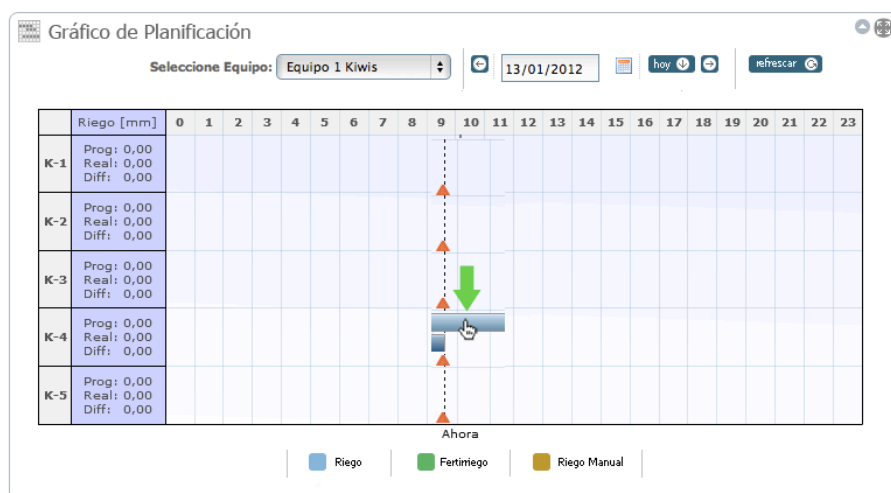 Gráfico de Planificación
Seleccione Equipo: Equipo 1 Kiwis 13/01/2012 hoy refrescar
Riego [mm] 0 1 2 3 4 5 6 7 8 9 10 11 12 13 14 15 16 17 18 19 20 21 22 23
K-1
Prog: 0,00
Real: 0,00
Diff: 0,00
K-2
Prog: 0,00
Real: 0,00
Diff: 0,00
K-3
Prog: 0,00
Real: 0,00
Diff: 0,00
K-4
Prog: 0,00
Real: 0,00
Diff: 0,00
K-5
Prog: 0,00
Real: 0,00
Diff: 0,00
Ahora
Riego Fertirriego Riego Manual